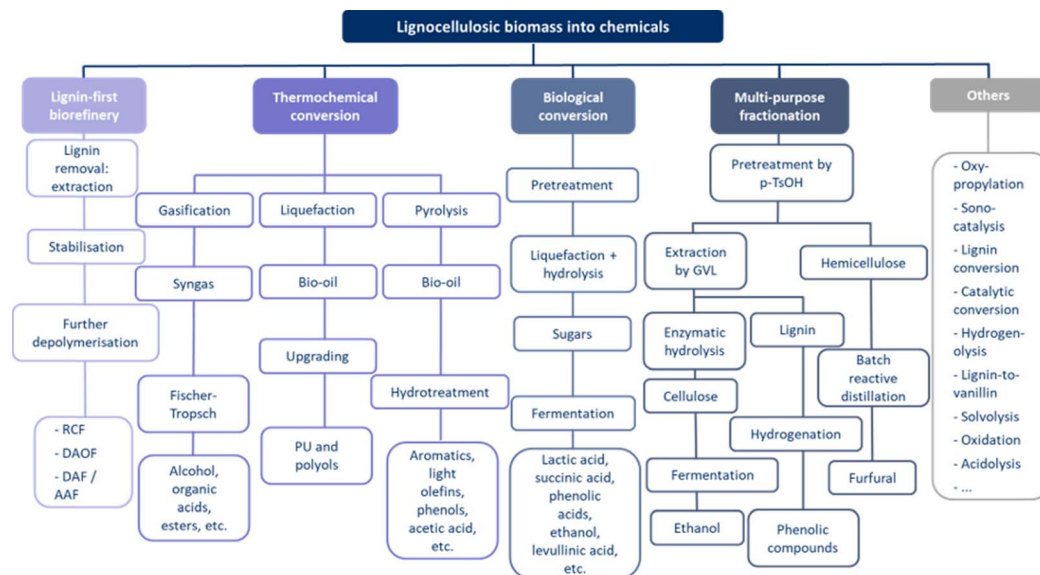 Lignocellulosic biomass into chemicals
Lignin-first
biorefinery
Lignin
removal:
extraction
Stabilisation
Further
depolymerisation
- RCF
- DAOF
- DAF /
AAF
Thermochemical
conversion
Gasification
Syngas
Fischer-
Tropsch
Alcohol,
organic
acids,
esters, etc.
Liquefaction
Bio-oil
Upgrading
PU and
polyols
Pyrolysis
Bio-oil
Hydrotreatment
Aromatics,
light
olefins,
phenols,
acetic acid,
etc.
Biological
conversion
Pretreatment
Liquefaction +
hydrolysis
Sugars
Fermentation
Lactic acid,
succinic acid,
phenolic
acids,
ethanol,
levullinic acid,
etc.
Multi-purpose
fractionation
Pretreatment by
p-TsOH
Extraction
by GVL
Enzymatic
hydrolysis
Cellulose
Fermentation
Ethanol
Lignin
Hydrogenation
Phenolic
compounds
Hemicellulose
Batch
reactive
distillation
Furfural
Others
- Oxy-
propylation
- Sono-
catalysis
- Lignin
conversion
- Catalytic
conversion
- Hydrogen-
olysis
- Lignin-to-
vanillin
- Solvolysis
- Oxidation
- Acidolysis
- ...